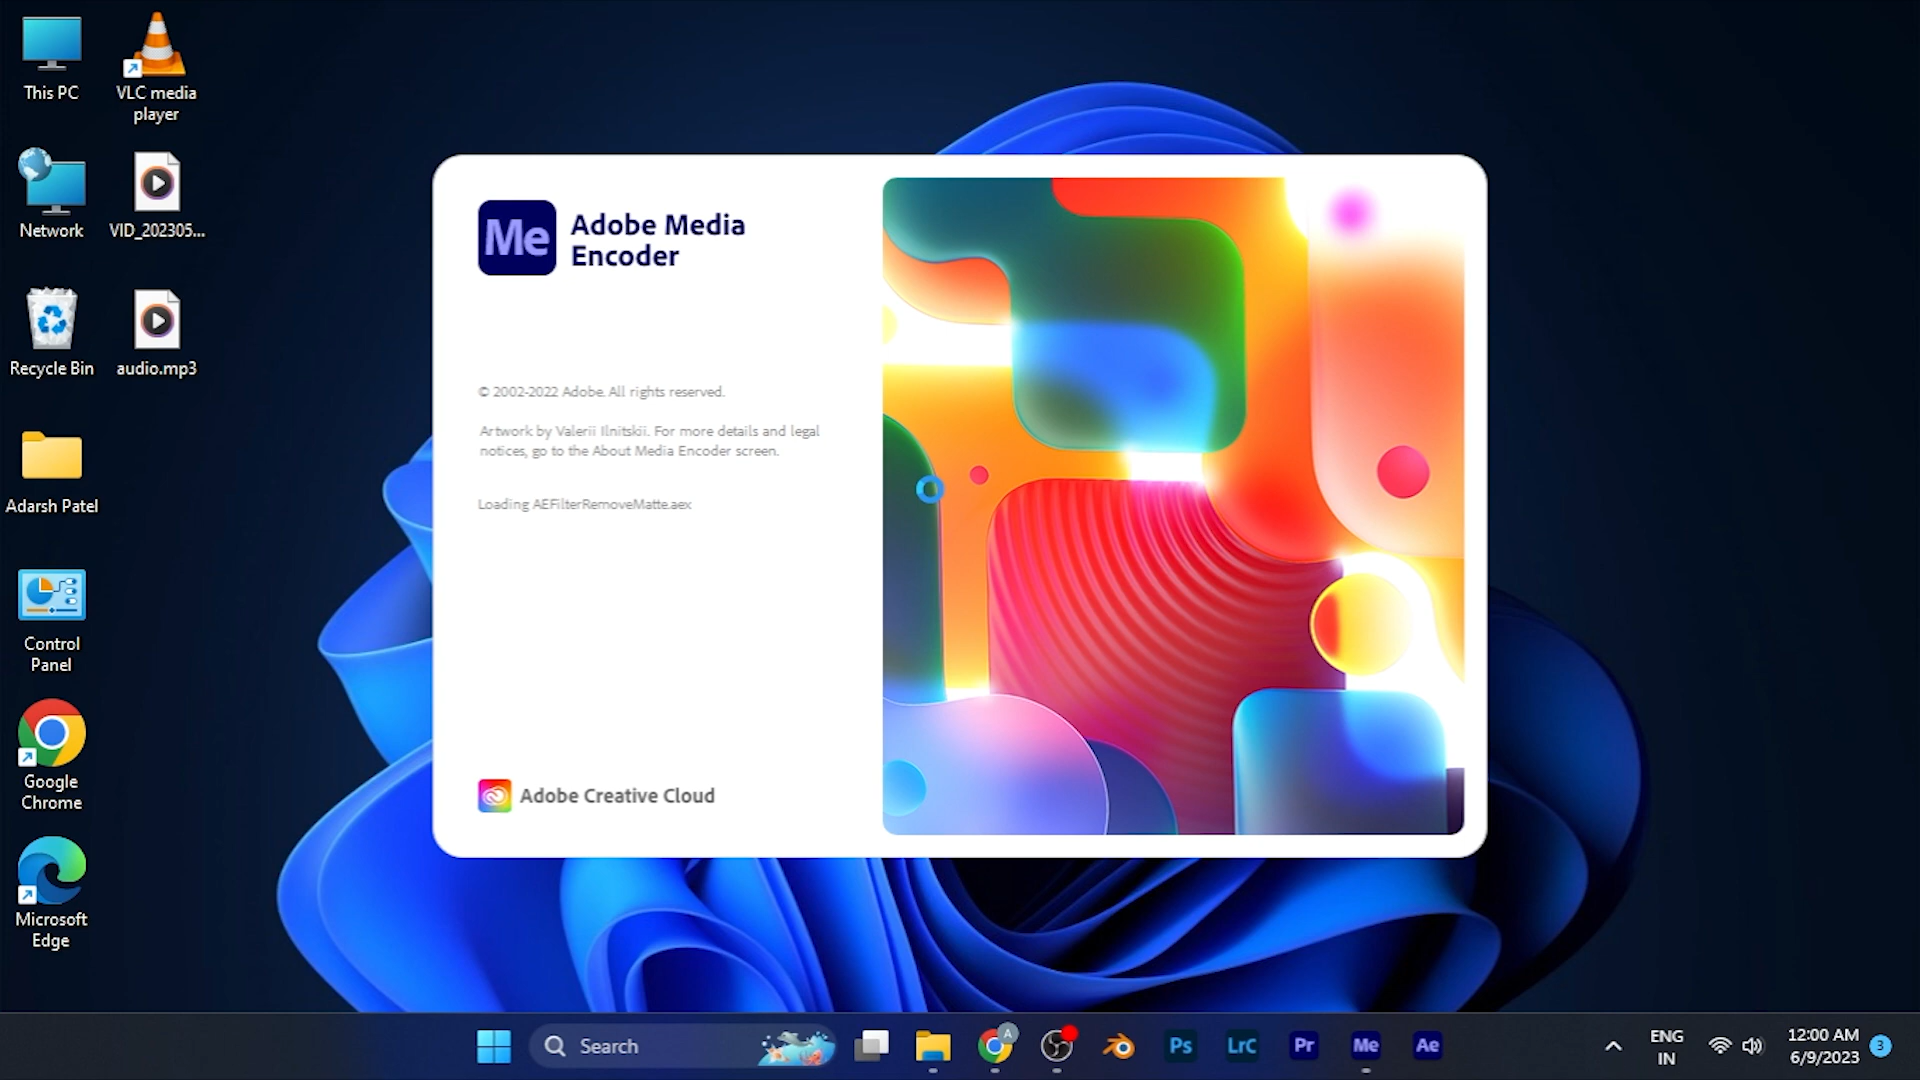 This PC
VLC media
player
Network
VID_202305...
Recycle Bin
audio.mp3
Adarsh Patel
Control
Panel
Google
Chrome
Microsoft
Edge
Me
Adobe Media
Encoder
© 2002-2022 Adobe. All rights reserved.
Artwork by Valerii Ilnitskii. For more details and legal
notices, go to the About Media Encoder screen.
Loading AEFilterRemoveMatte.aex
Adobe Creative Cloud
Search
A
Ps
LrC
Pr
Me
Ae
ENG
IN
12:00 AM
6/9/2023
3